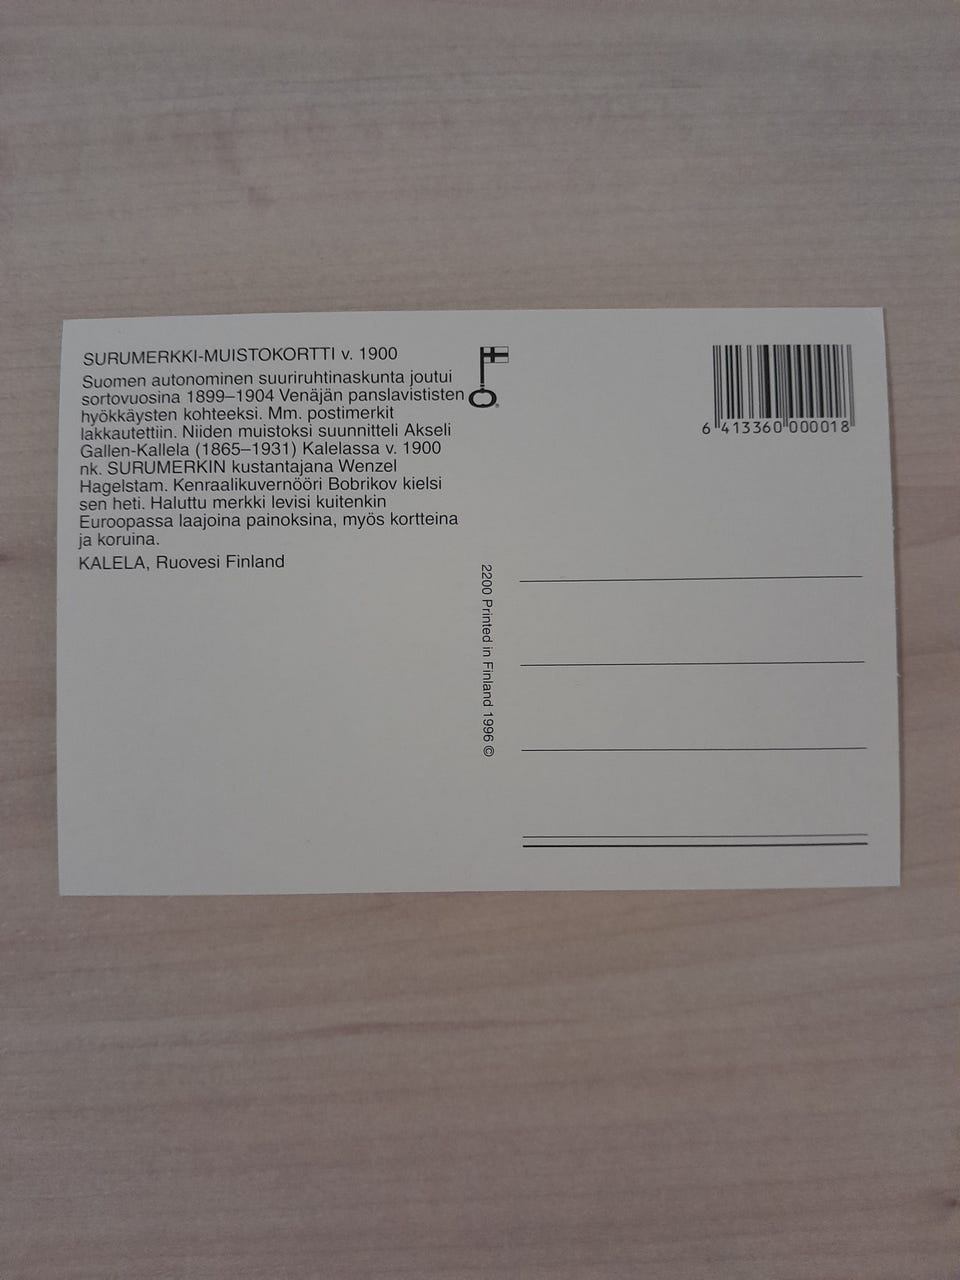 SURUMERKKI-MUISTOKORTTI v. 1900
Suomen autonominen suuriruhtinaskunta joutui
sortovuosina 1899–1904 Venäjän panslavististen
hyökkäysten kohteeksi. Mm. postimerkit
lakkautettiin. Niiden muistoksi suunnitteli Akseli
Gallen-Kallela (1865–1931) Kalelassa v. 1900
nk. SURUMERKIN kustantajana Wenzel
Hagelstam. Kenraalikuvernööri Bobrikov kielsi
sen heti. Haluttu merkki levisi kuitenkin
Euroopassa laajoina painoksina, myös kortteina
ja koruina.
KALELA, Ruovesi Finland
2200 Printed in Finland 1996 ©
6 413360 000018